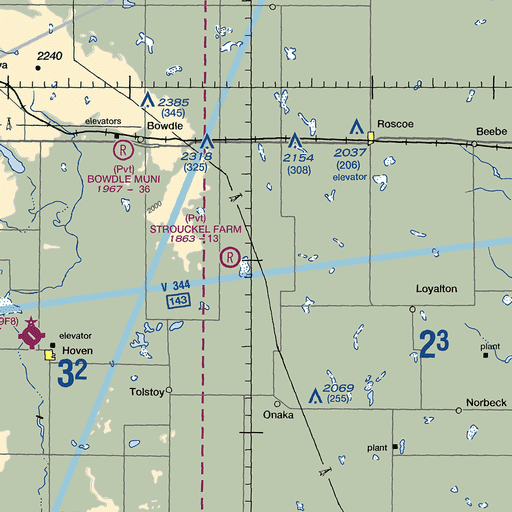 va
2240
2385
(345)
elevators
Bowdle
Roscoe
Beebe
2318
(325)
2154
(308)
2037
(206)
elevator
(Pvt)
BOWDLE MUNI
1967 - 36
2000
(Pvt)
STROUCKEL FARM
1863 - 13
V 344
143
Loyalton
9F8)
elevator
Hoven
3²
2³
plant
Tolstoy
2069
(255)
Onaka
Norbeck
plant